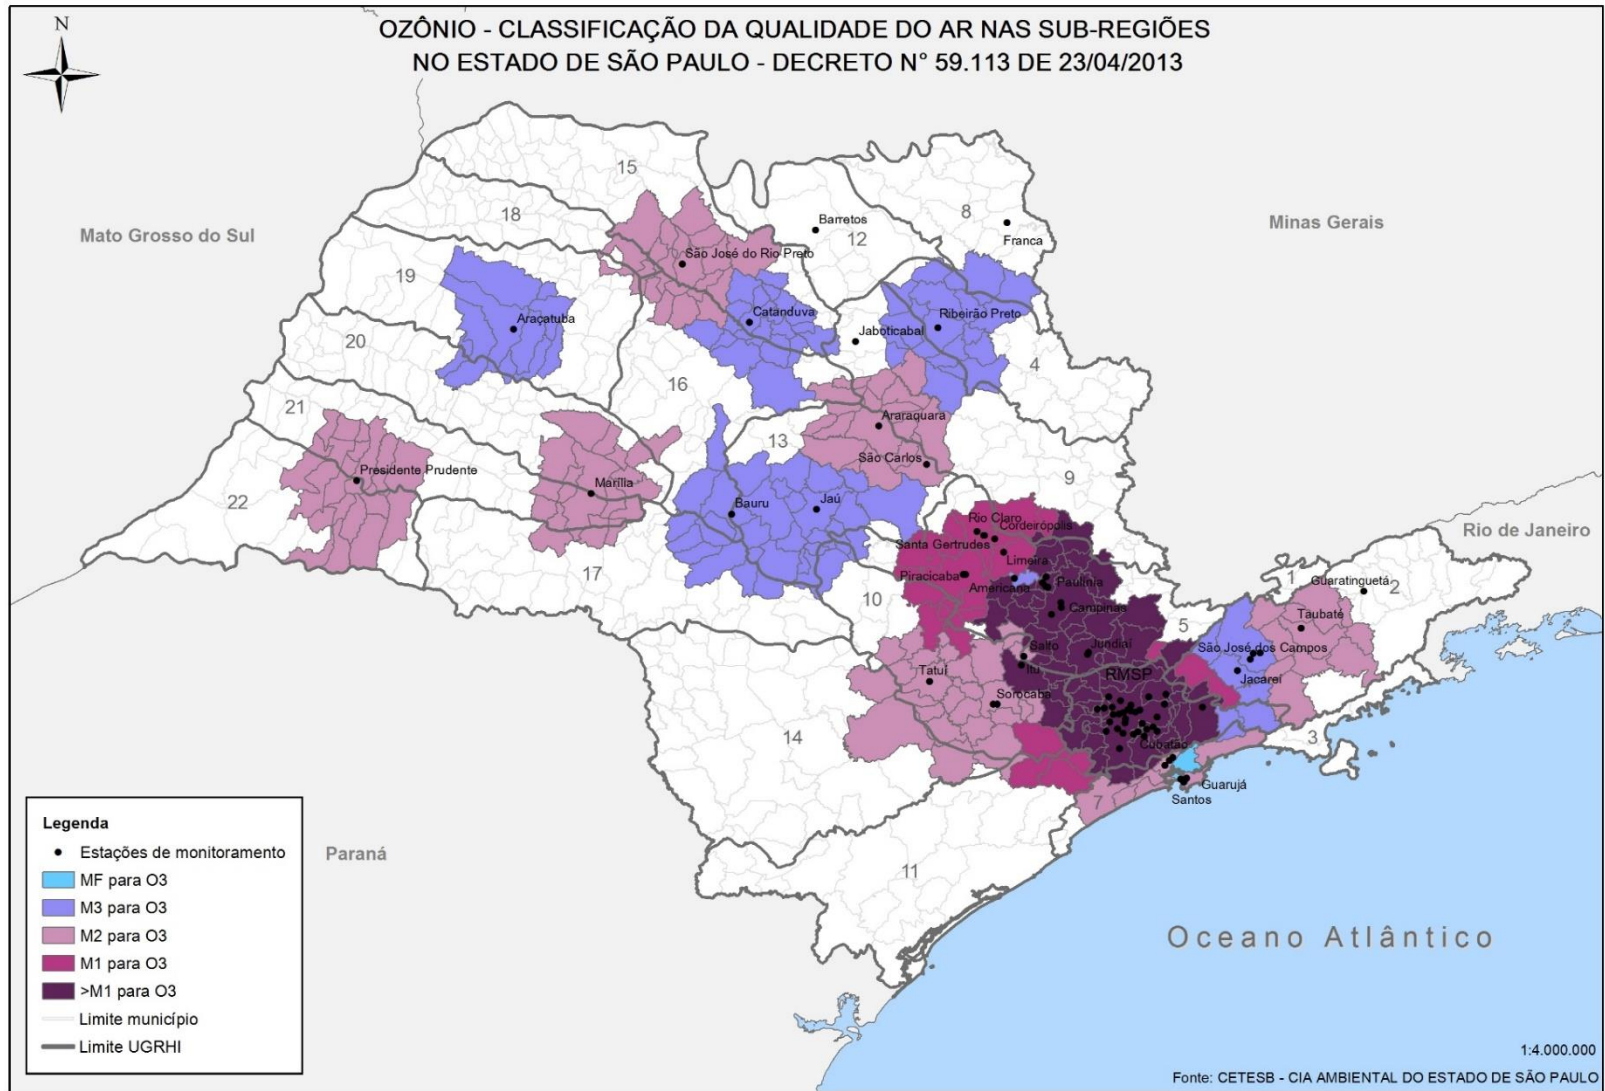 N
OZÔNIO - CLASSIFICAÇÃO DA QUALIDADE DO AR NAS SUB-REGIÕES
NO ESTADO DE SÃO PAULO - DECRETO N° 59.113 DE 23/04/2013
Mato Grosso do Sul
Minas Gerais
Rio de Janeiro
Paraná
15
18
8
Barretos
12
Franca
São José do Rio Preto
19
Araçatuba
Catanduva
Ribeirão Preto
Jaboticabal
20
4
16
21
Araraquara
13
São Carlos
Presidente Prudente
Marília
9
22
Bauru
Jaú
Rio Claro
Cordeirópolis
Santa Gertrudes
Limeira
17
Piracicaba
Americana
Paulínia
10
Campinas
1
Guaratinguetá
2
Taubaté
5
Salto
Jundiaí
São José dos Campos
Itu
Tatuí
RMSP
Jacareí
Sorocaba
14
Cubatão
3
Guarujá
7
Santos
11
Oceano Atlântico
Legenda
Estações de monitoramento
MF para O3
M3 para O3
M2 para O3
M1 para O3
>M1 para O3
Limite município
Limite UGRHI
1:4.000.000
Fonte: CETESB - CIA AMBIENTAL DO ESTADO DE SÃO PAULO